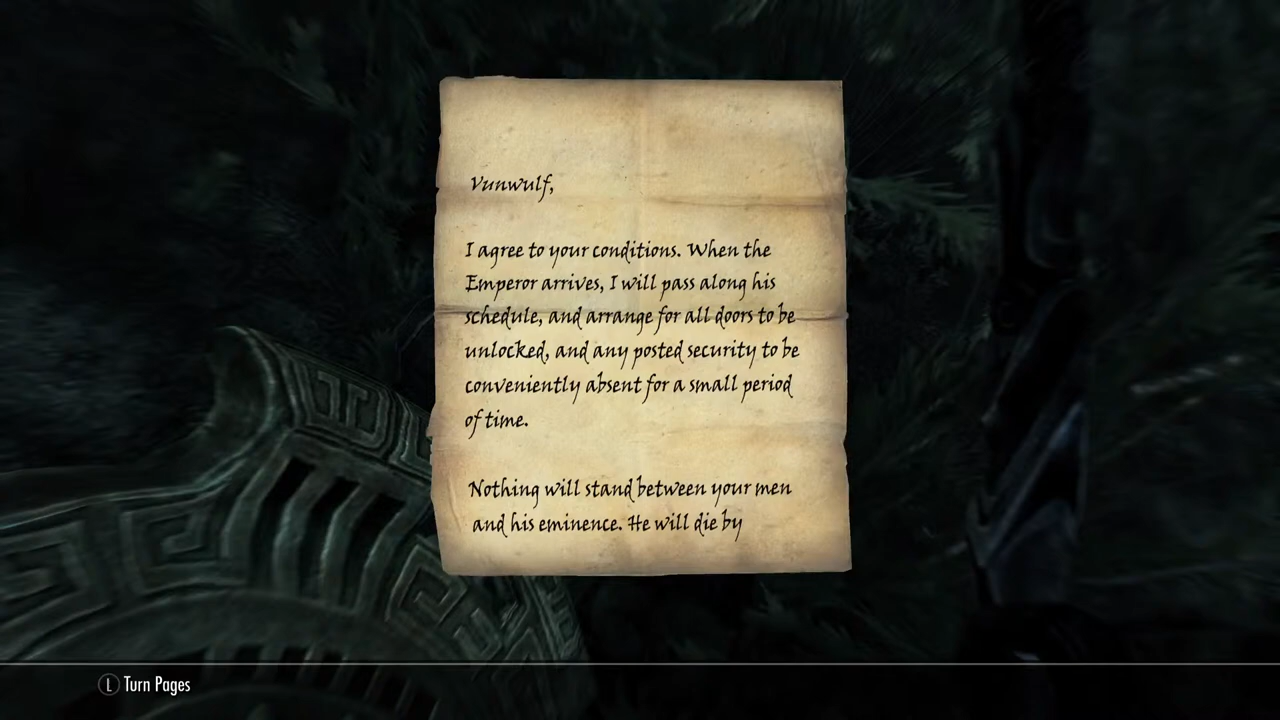 Vunwulf,
I agree to your conditions. When the
Emperor arrives, I will pass along his
schedule, and arrange for all doors to be
unlocked, and any posted security to be
conveniently absent for a small period
of time.
Nothing will stand between your men
and his eminence. He will die by
L Turn Pages